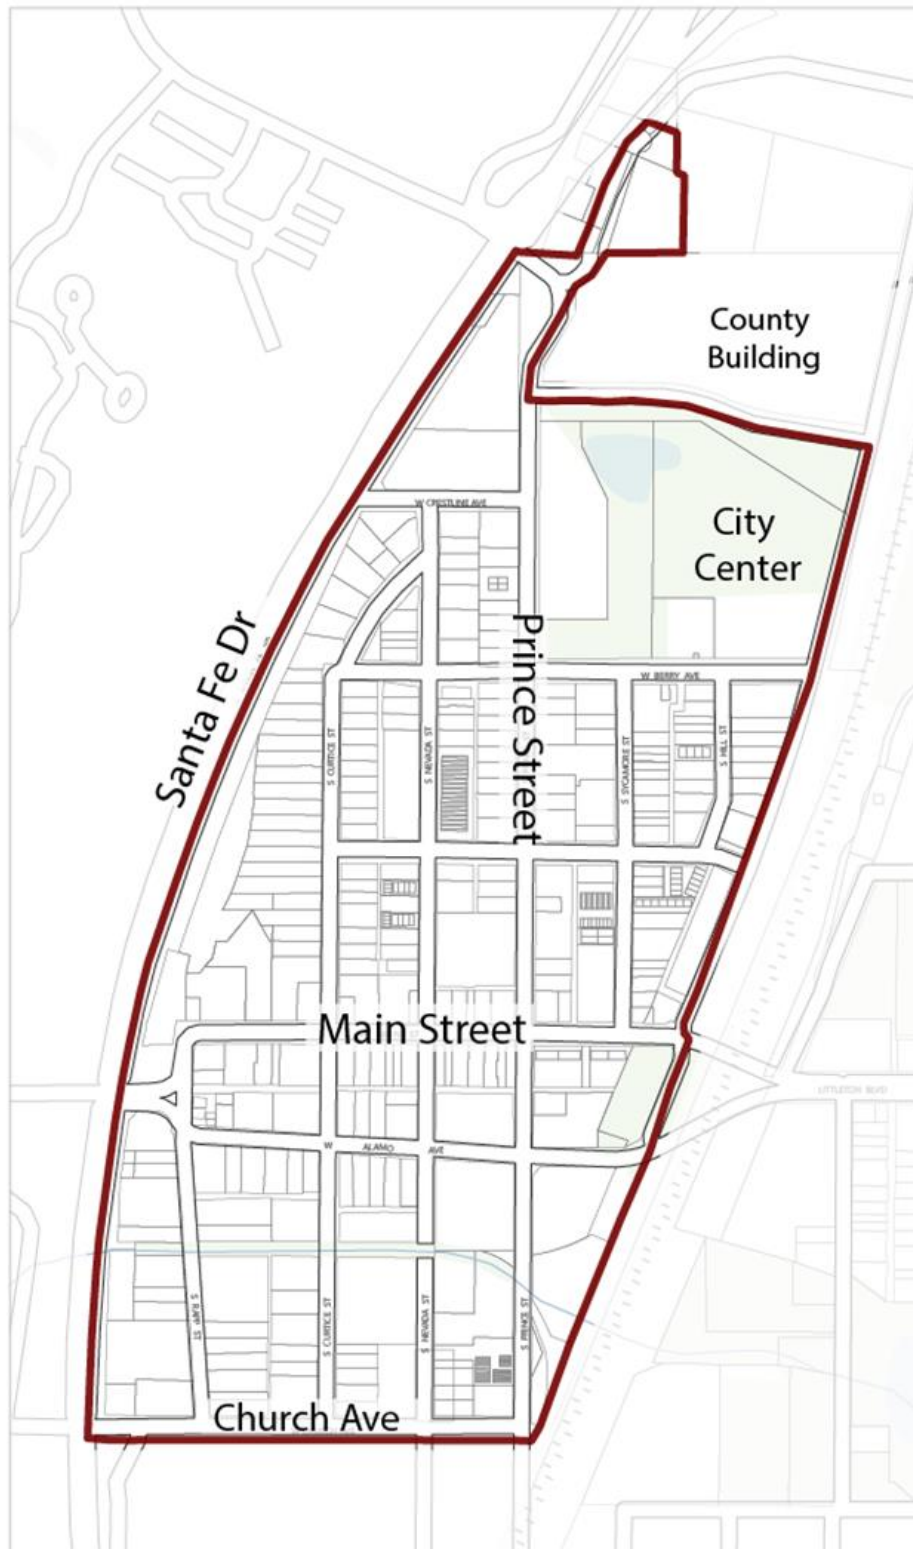 County
Building
W CRESTLINE AVE
City
Center
Santa Fe Dr
Prince Street
W BERRY AVE
S CURTICE ST
S NEVADA ST
S SYCAMORE ST
S HILL ST
Main Street
LITTLETON BLVD
W ALAMO AVE
S RAPP ST
S CURTICE ST
S NEVADA ST
S PRINCE ST
Church Ave